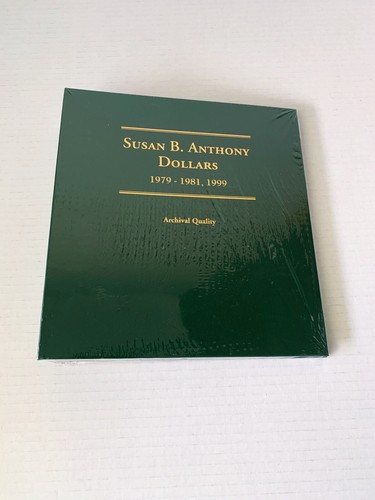 Susan B. Anthony
Dollars
1979 - 1981, 1999
Archival Quality